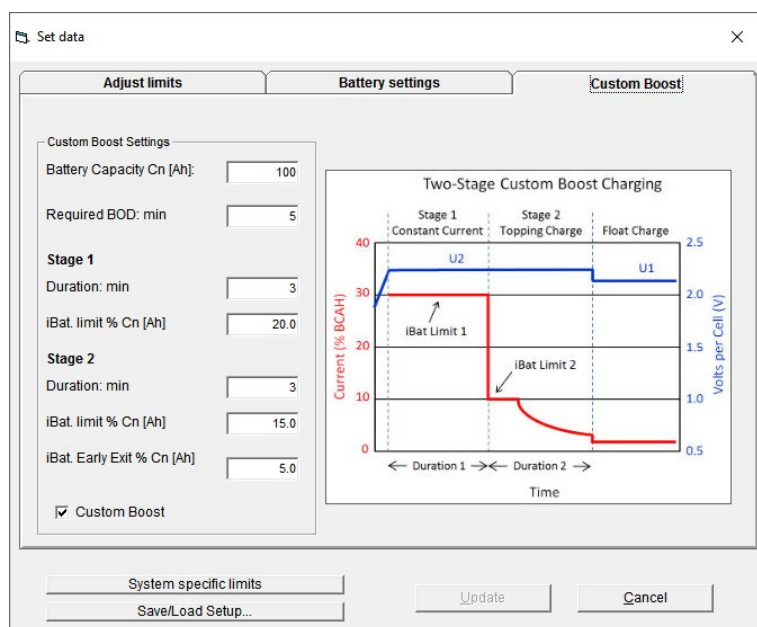 Set data
Adjust limits
Battery settings
Custom Boost
Custom Boost Settings
Battery Capacity Cn [Ah]: 100
Required BOD: min 5
Stage 1
Duration: min 3
iBat. limit % Cn [Ah] 20.0
Stage 2
Duration: min 3
iBat. limit % Cn [Ah] 15.0
iBat. Early Exit % Cn [Ah] 5.0
Custom Boost
Two-Stage Custom Boost Charging
Stage 1
Constant Current
Stage 2
Topping Charge
Float Charge
40
30
20
10
0
Current (% BCAH)
U2
U1
iBat Limit 1
iBat Limit 2
2.5
2.0
1.5
1.0
0.5
Volts per Cell (V)
Duration 1
Duration 2
Time
System specific limits
Save/Load Setup...
Update
Cancel